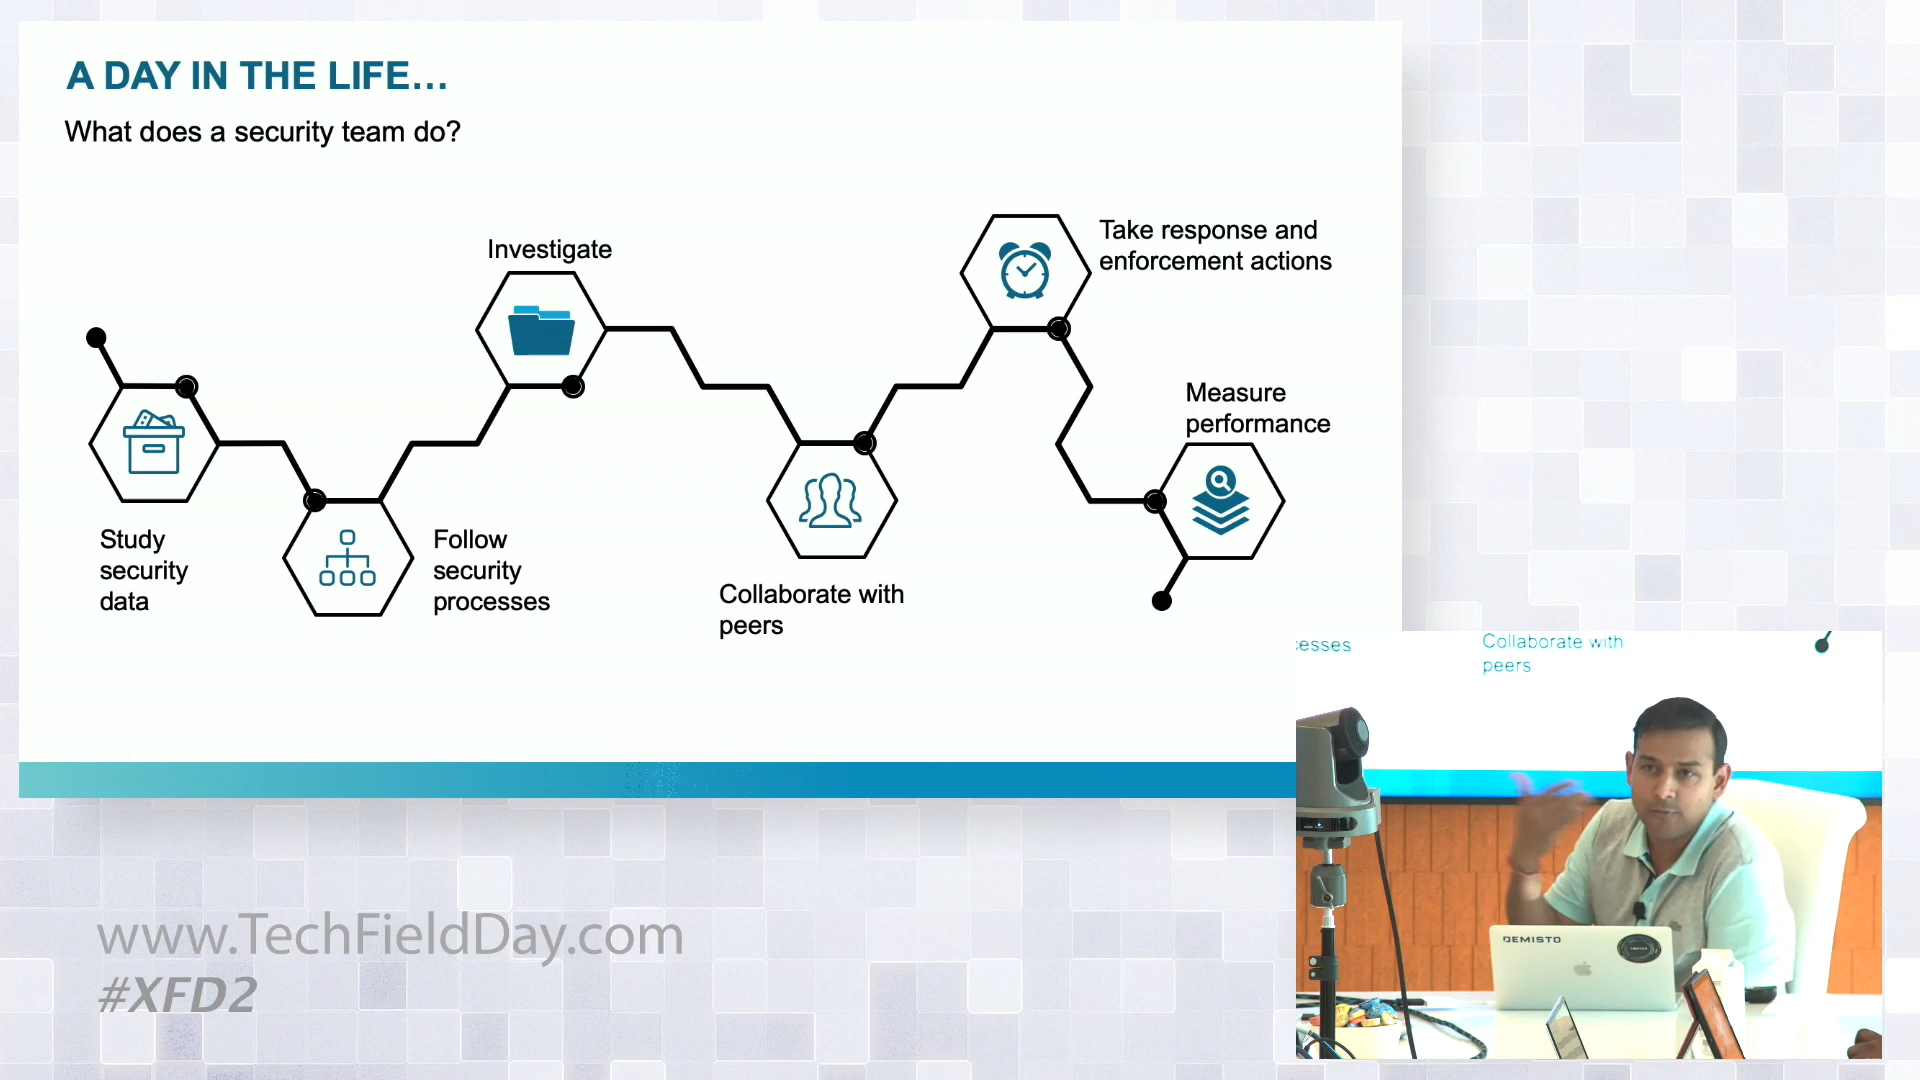 A DAY IN THE LIFE...
What does a security team do?
Investigate
Take response and
enforcement actions
Measure
performance
Study
security
data
Follow
security
processes
Collaborate with
peers
cesses
Collaborate with
peers
DEMISTO
www.TechFieldDay.com
#XFD2